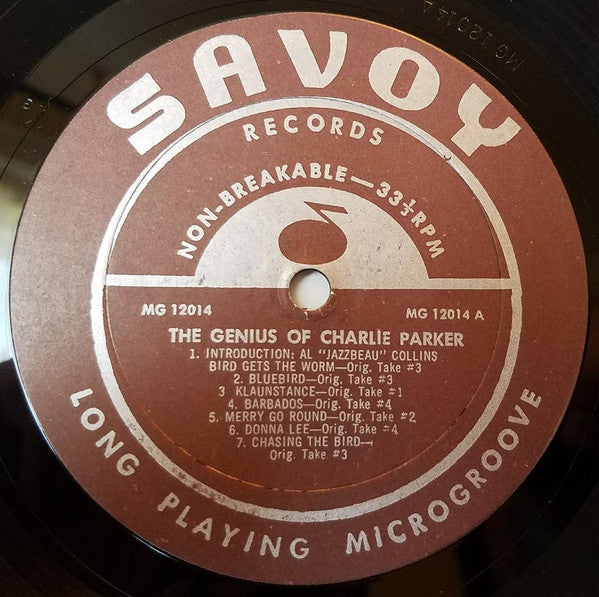 SAVOY
RECORDS
NON-BREAKABLE—33⅓RPM
MG 12014
MG 12014 A
THE GENIUS OF CHARLIE PARKER
1. INTRODUCTION: AL "JAZZBEAU" COLLINS
BIRD GETS THE WORM—Orig. Take #3
2. BLUEBIRD—Orig. Take #3
3 KLAUNSTANCE—Orig. Take #1
4. BARBADOS—Orig. Take #4
5. MERRY GO ROUND—Orig. Take #2
6. DONNA LEE—Orig. Take #4
7. CHASING THE BIRD—
Orig. Take #3
LONG PLAYING MICROGROOVE
MG 12014A